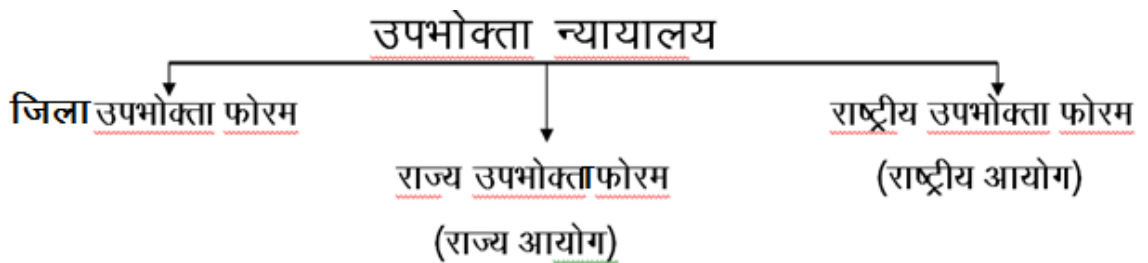 उपभोक्ता न्यायालय
जिला उपभोक्ता फोरम
राज्य उपभोक्ता फोरम
(राज्य आयोग)
राष्ट्रीय उपभोक्ता फोरम
(राष्ट्रीय आयोग)